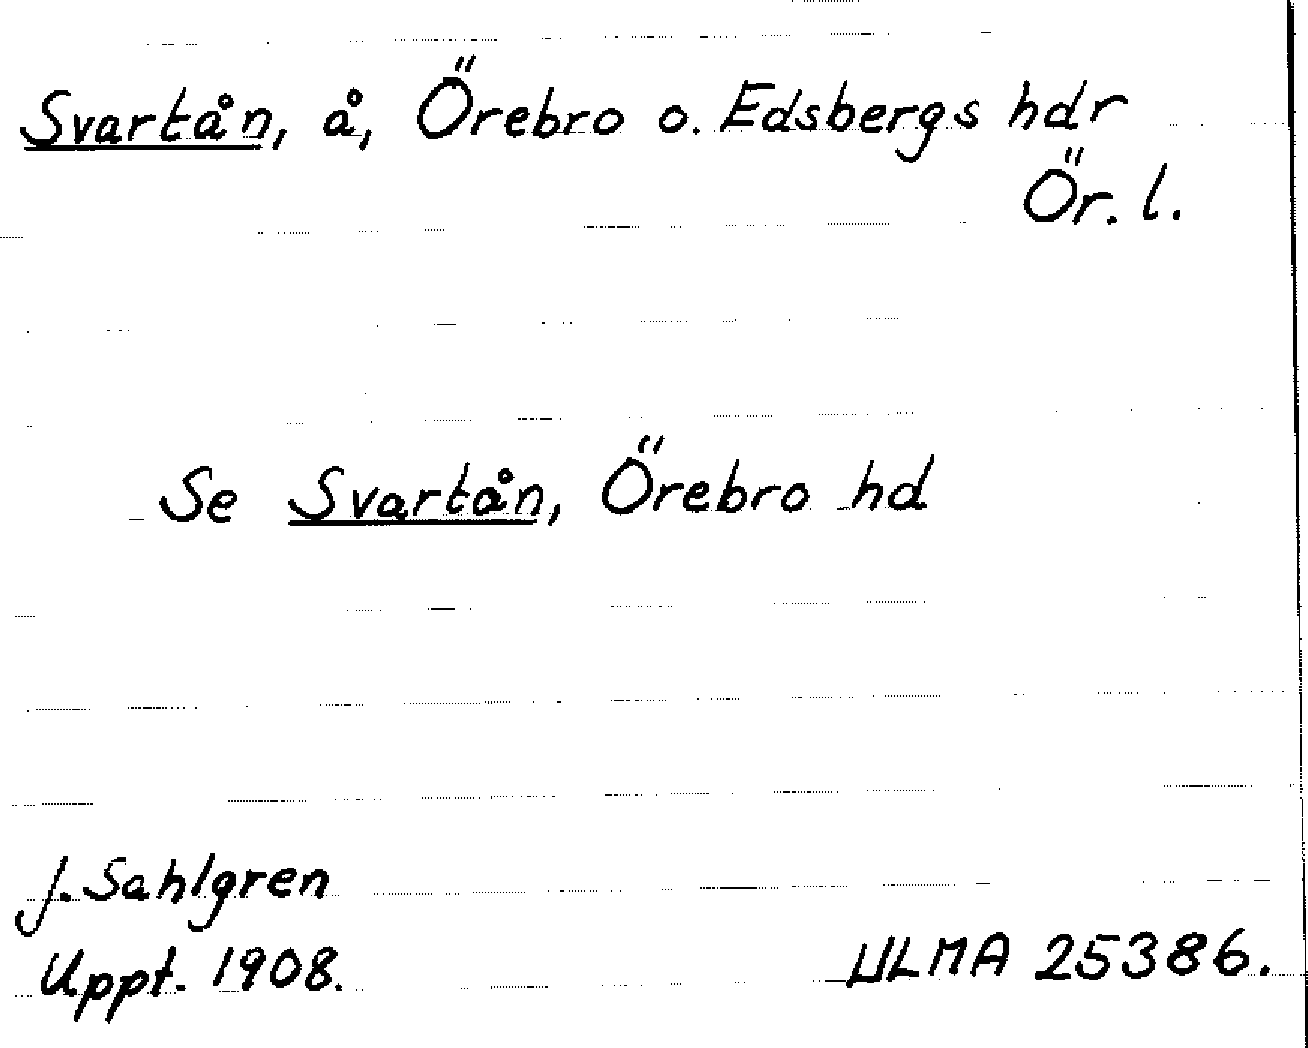 Svartån, å, Örebro o. Edsbergs hdr
Ör. l.
Se Svartån, Örebro hd
J. Sahlgren
Uppt. 1908.
ULMA 25386.